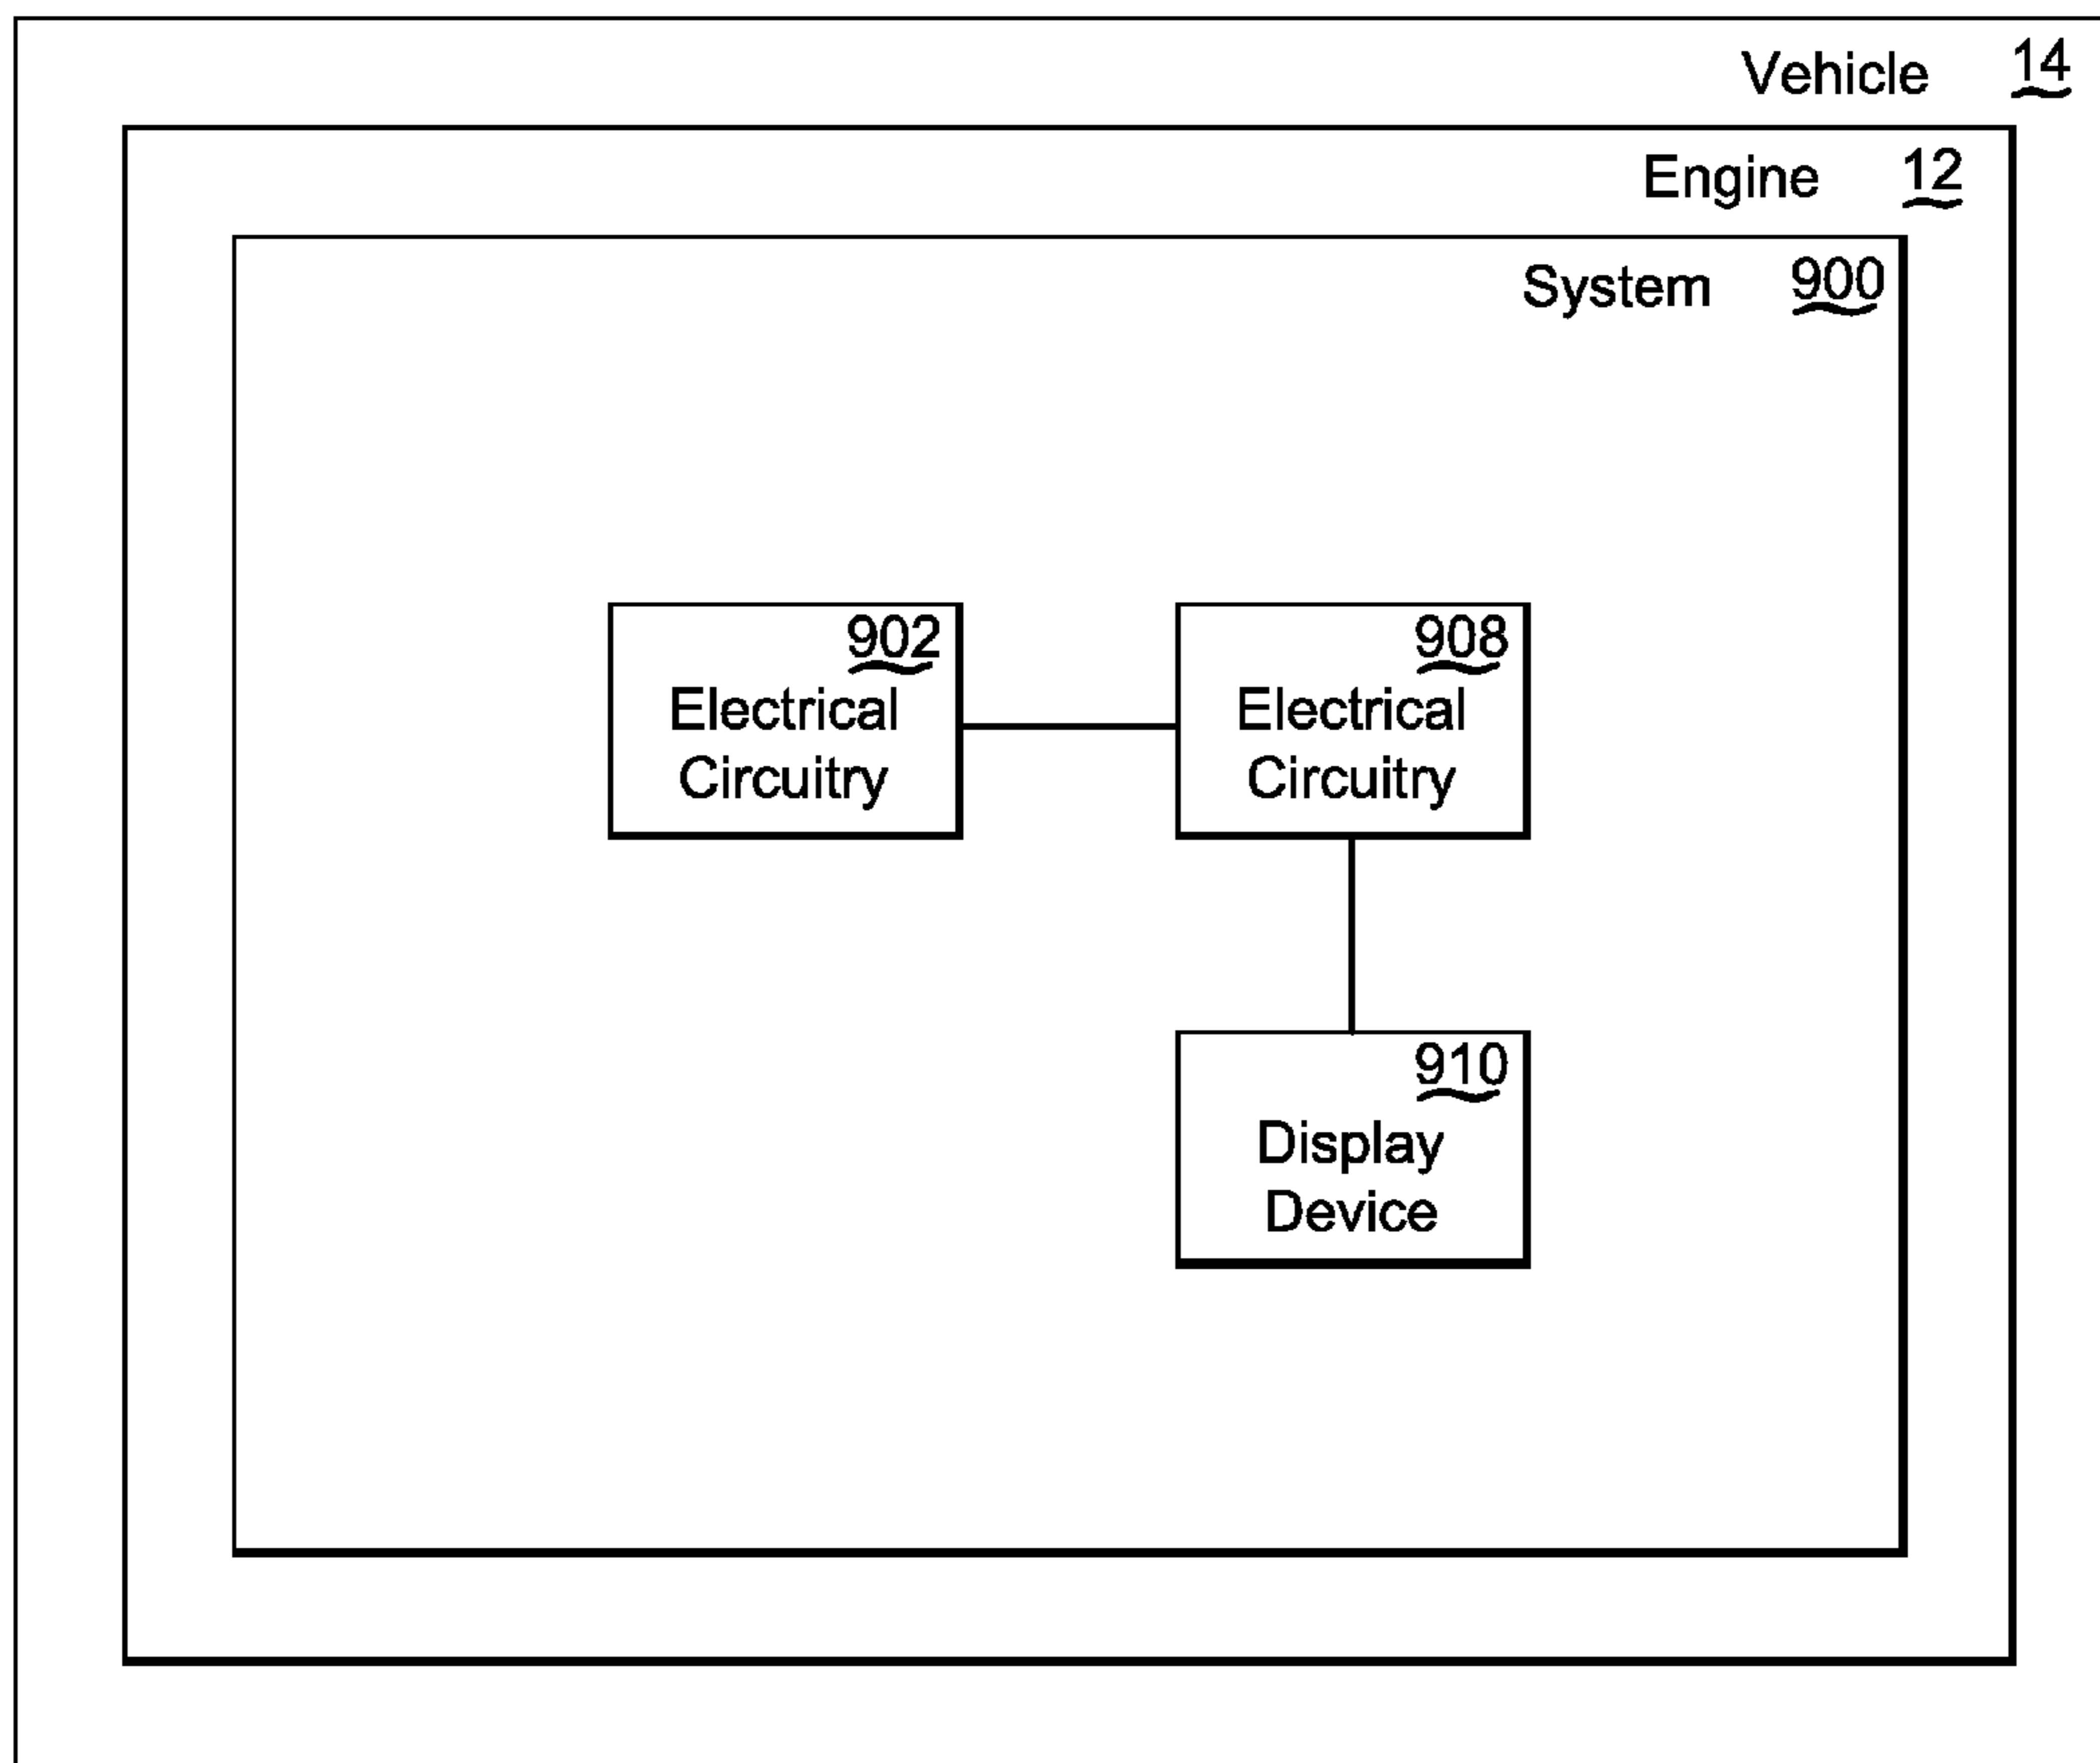 Vehicle 14
Engine 12
System 900
902
Electrical
Circuitry
908
Electrical
Circuitry
910
Display
Device